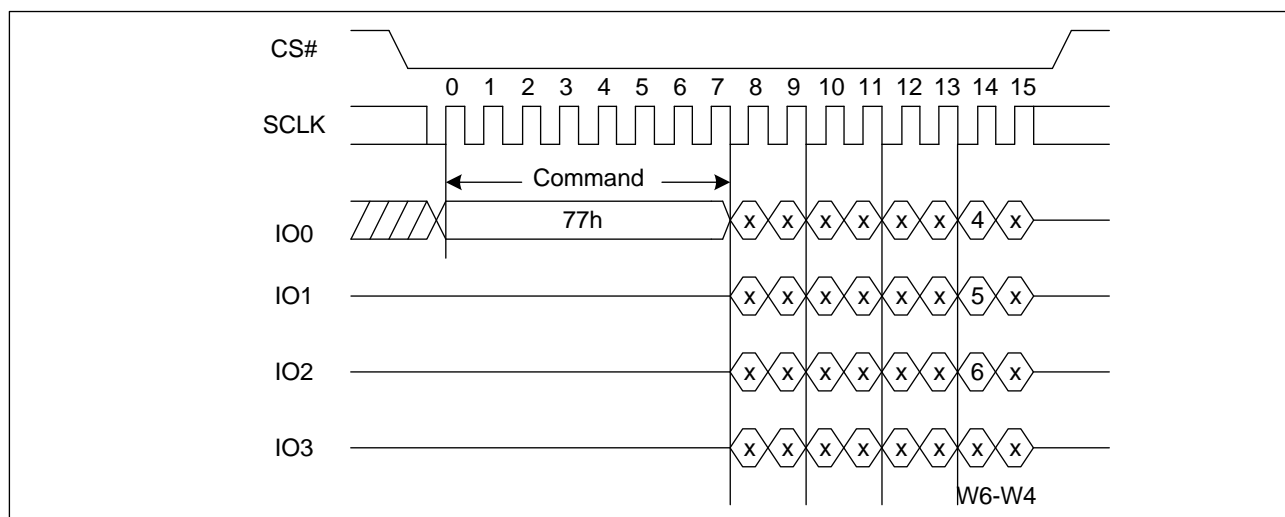 CS#
0 1 2 3 4 5 6 7 8 9 10 11 12 13 14 15
SCLK
Command
IO0 77h x x x x x x 4 x
IO1 x x x x x x 5 x
IO2 x x x x x x 6 x
IO3 x x x x x x x x
W6-W4